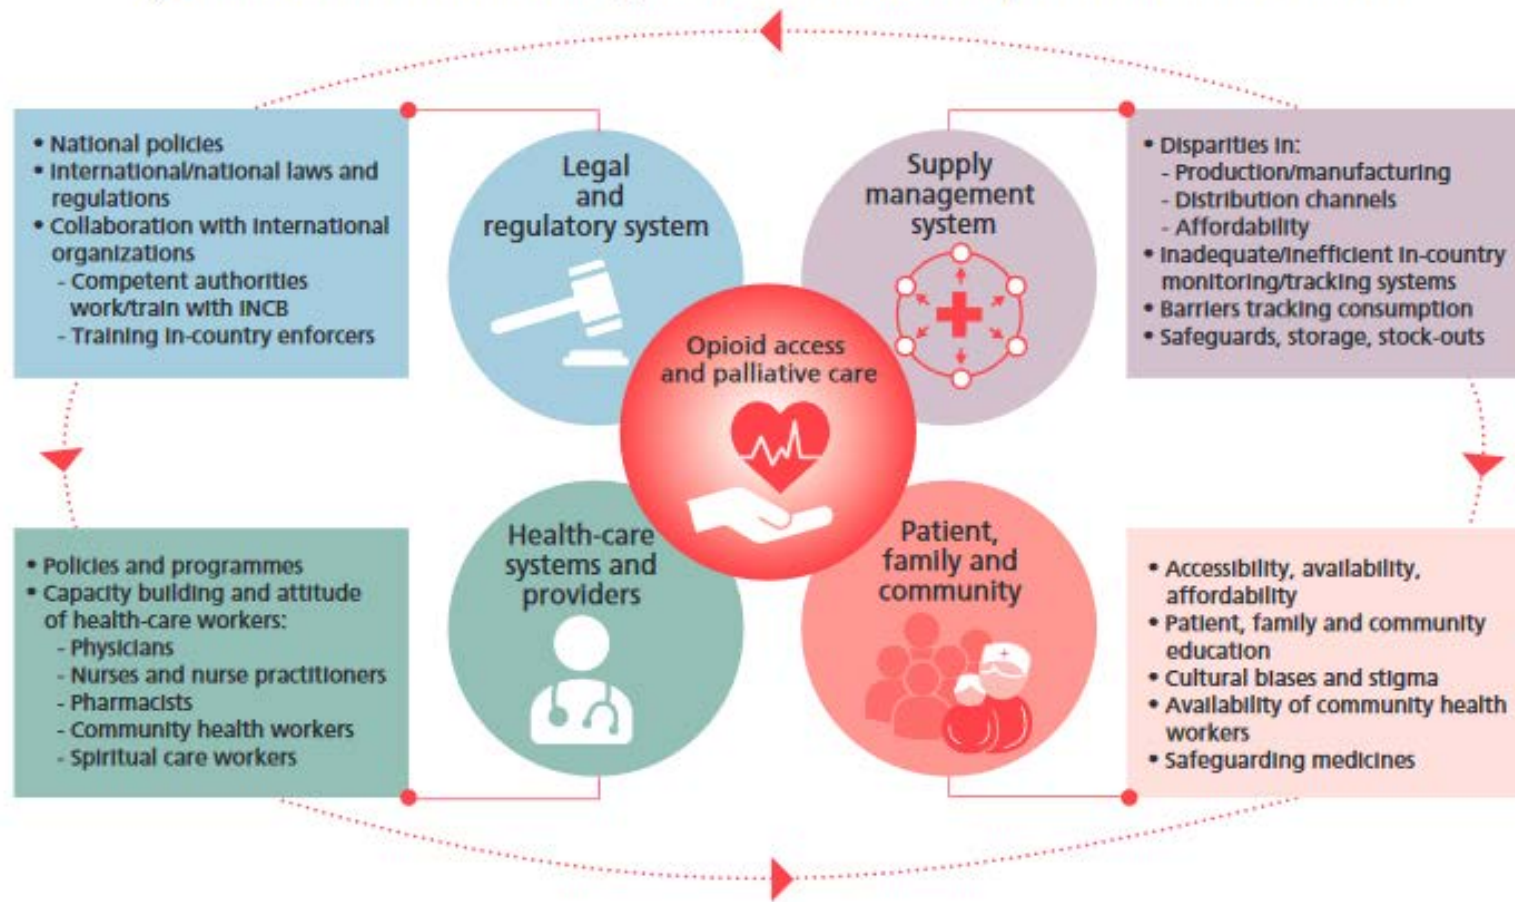 • National policies
• International/national laws and
regulations
• Collaboration with international
organizations
- Competent authorities
work/train with INCB
- Training in-country enforcers
Legal
and
regulatory system
Supply
management
system
• Disparities in:
- Production/manufacturing
- Distribution channels
- Affordability
• Inadequate/inefficient in-country
monitoring/tracking systems
• Barriers tracking consumption
• Safeguards, storage, stock-outs
Opioid access
and palliative care
• Policies and programmes
• Capacity building and attitude
of health-care workers:
- Physicians
- Nurses and nurse practitioners
- Pharmacists
- Community health workers
- Spiritual care workers
Health-care
systems and
providers
Patient,
family and
community
• Accessibility, availability,
affordability
• Patient, family and community
education
• Cultural biases and stigma
• Availability of community health
workers
• Safeguarding medicines